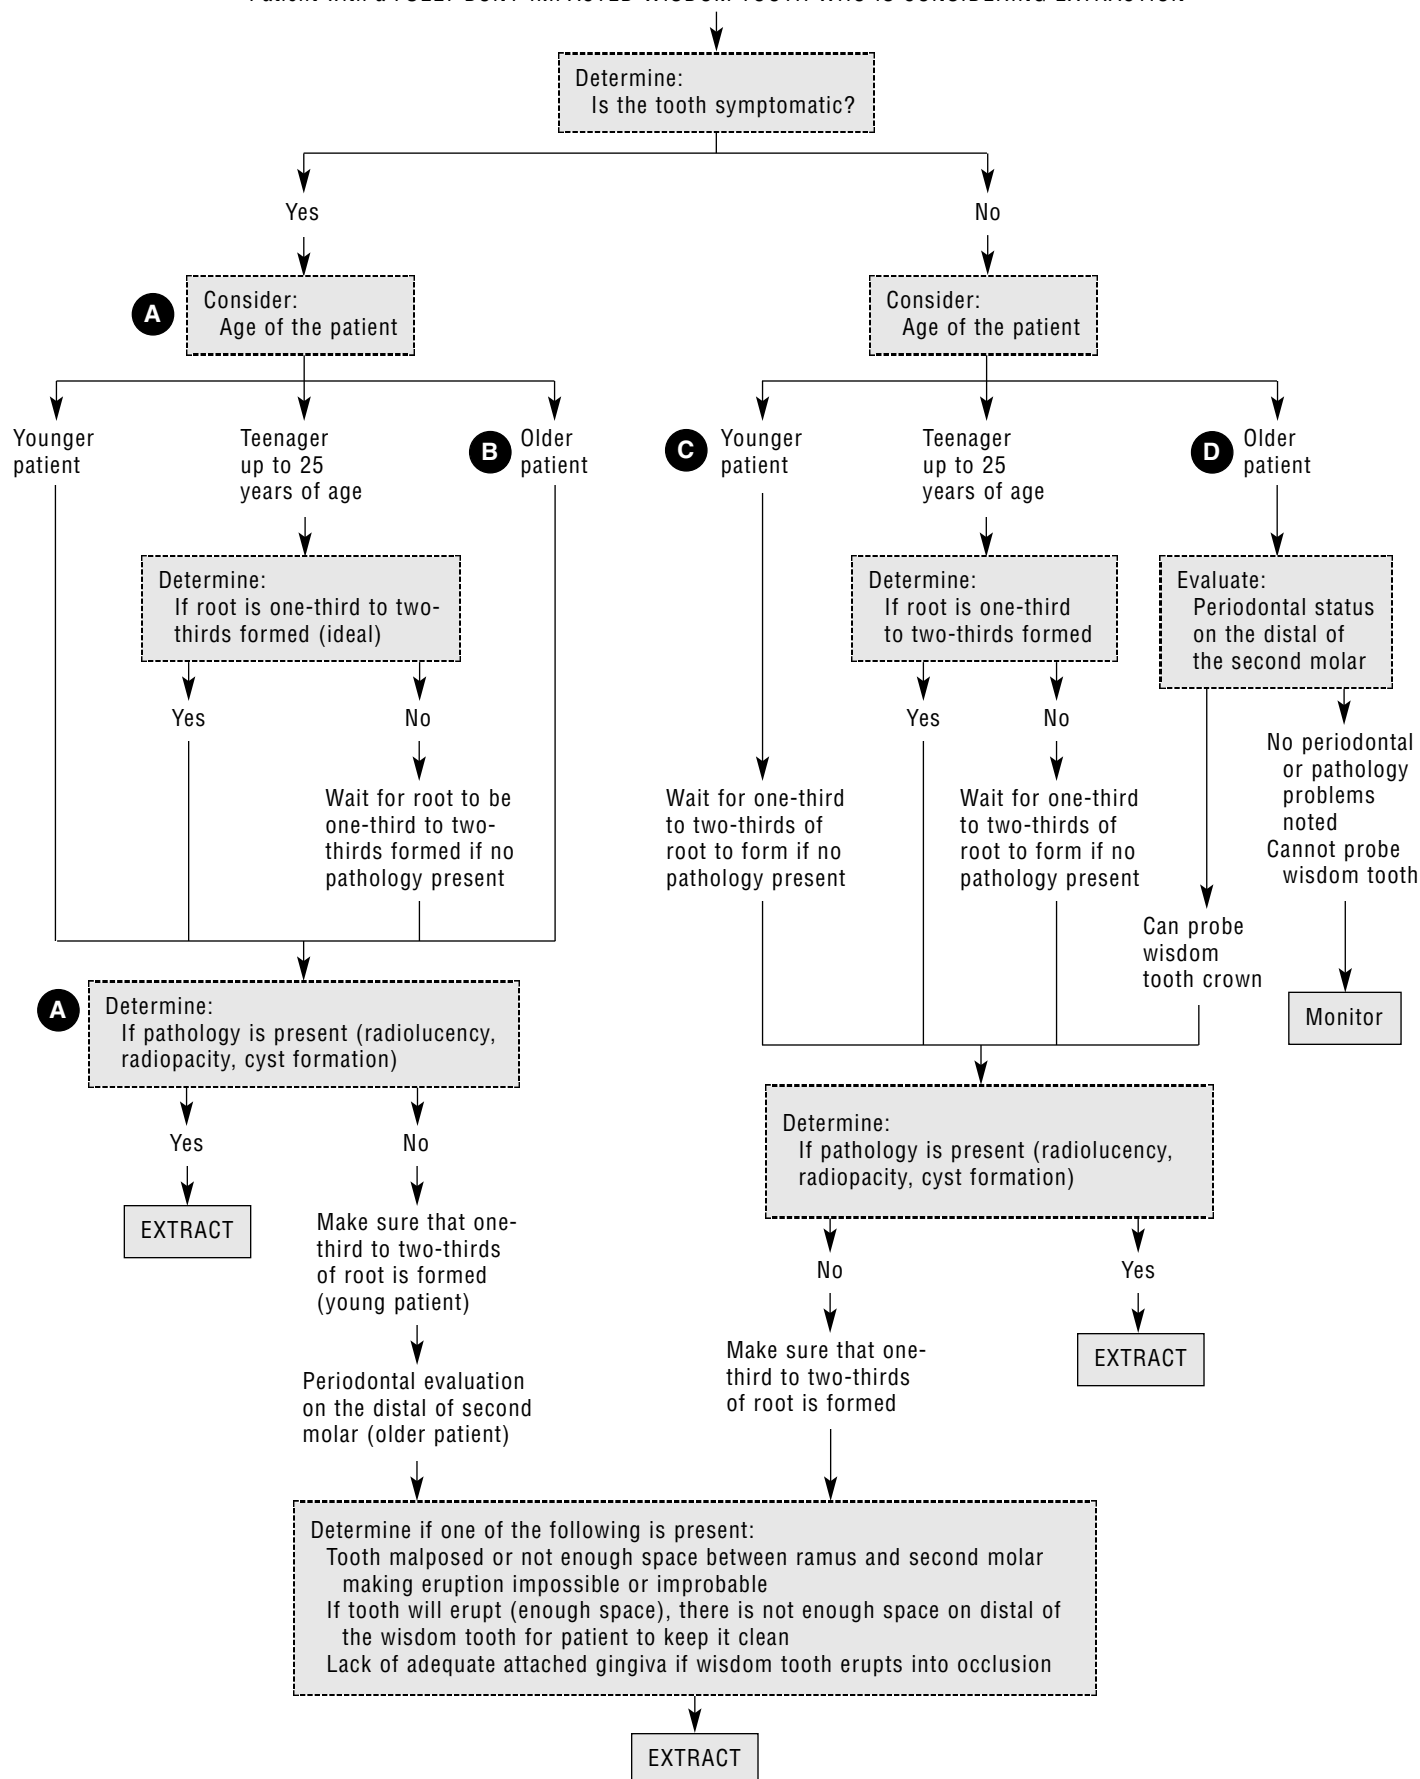 Determine:
Is the tooth symptomatic?
Yes
No
A
Consider:
Age of the patient
Consider:
Age of the patient
Younger
patient
Teenager
up to 25
years of age
B
Older
patient
C
Younger
patient
Teenager
up to 25
years of age
D
Older
patient
Determine:
If root is one-third to two-
thirds formed (ideal)
Determine:
If root is one-third
to two-thirds formed
Evaluate:
Periodontal status
on the distal of
the second molar
Yes
No
Yes
No
No periodontal
or pathology
problems
noted
Cannot probe
wisdom tooth
Wait for root to be
one-third to two-
thirds formed if no
pathology present
Wait for one-third
to two-thirds of
root to form if no
pathology present
Wait for one-third
to two-thirds of
root to form if no
pathology present
Can probe
wisdom
tooth crown
Monitor
A
Determine:
If pathology is present (radiolucency,
radiopacity, cyst formation)
Determine:
If pathology is present (radiolucency,
radiopacity, cyst formation)
Yes
No
EXTRACT
Make sure that one-
third to two-thirds
of root is formed
(young patient)
No
Yes
Make sure that one-
third to two-thirds
of root is formed
EXTRACT
Periodontal evaluation
on the distal of second
molar (older patient)
Determine if one of the following is present:
Tooth malposed or not enough space between ramus and second molar
making eruption impossible or improbable
If tooth will erupt (enough space), there is not enough space on distal of
the wisdom tooth for patient to keep it clean
Lack of adequate attached gingiva if wisdom tooth erupts into occlusion
EXTRACT